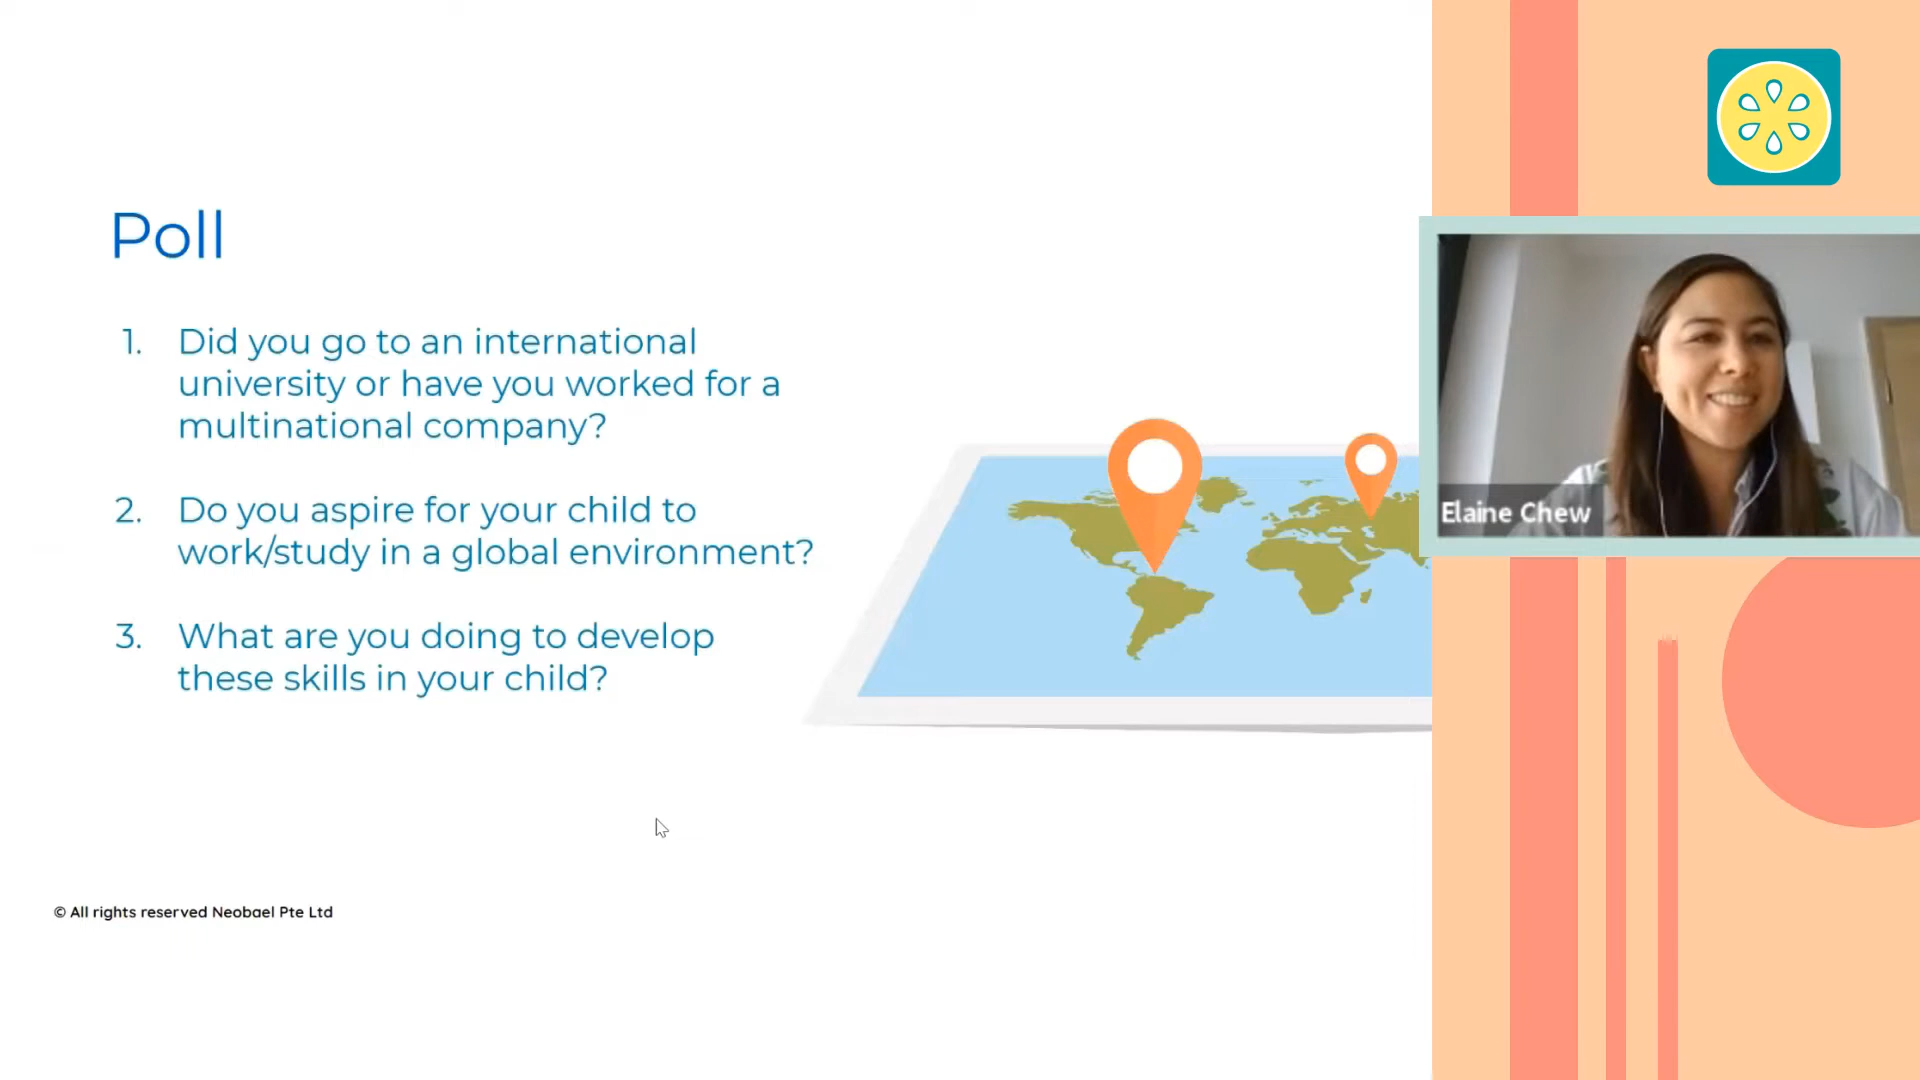 Poll
1. Did you go to an international
university or have you worked for a
multinational company?
2. Do you aspire for your child to
work/study in a global environment?
3. What are you doing to develop
these skills in your child?
Elaine Chew
© All rights reserved Neobael Pte Ltd